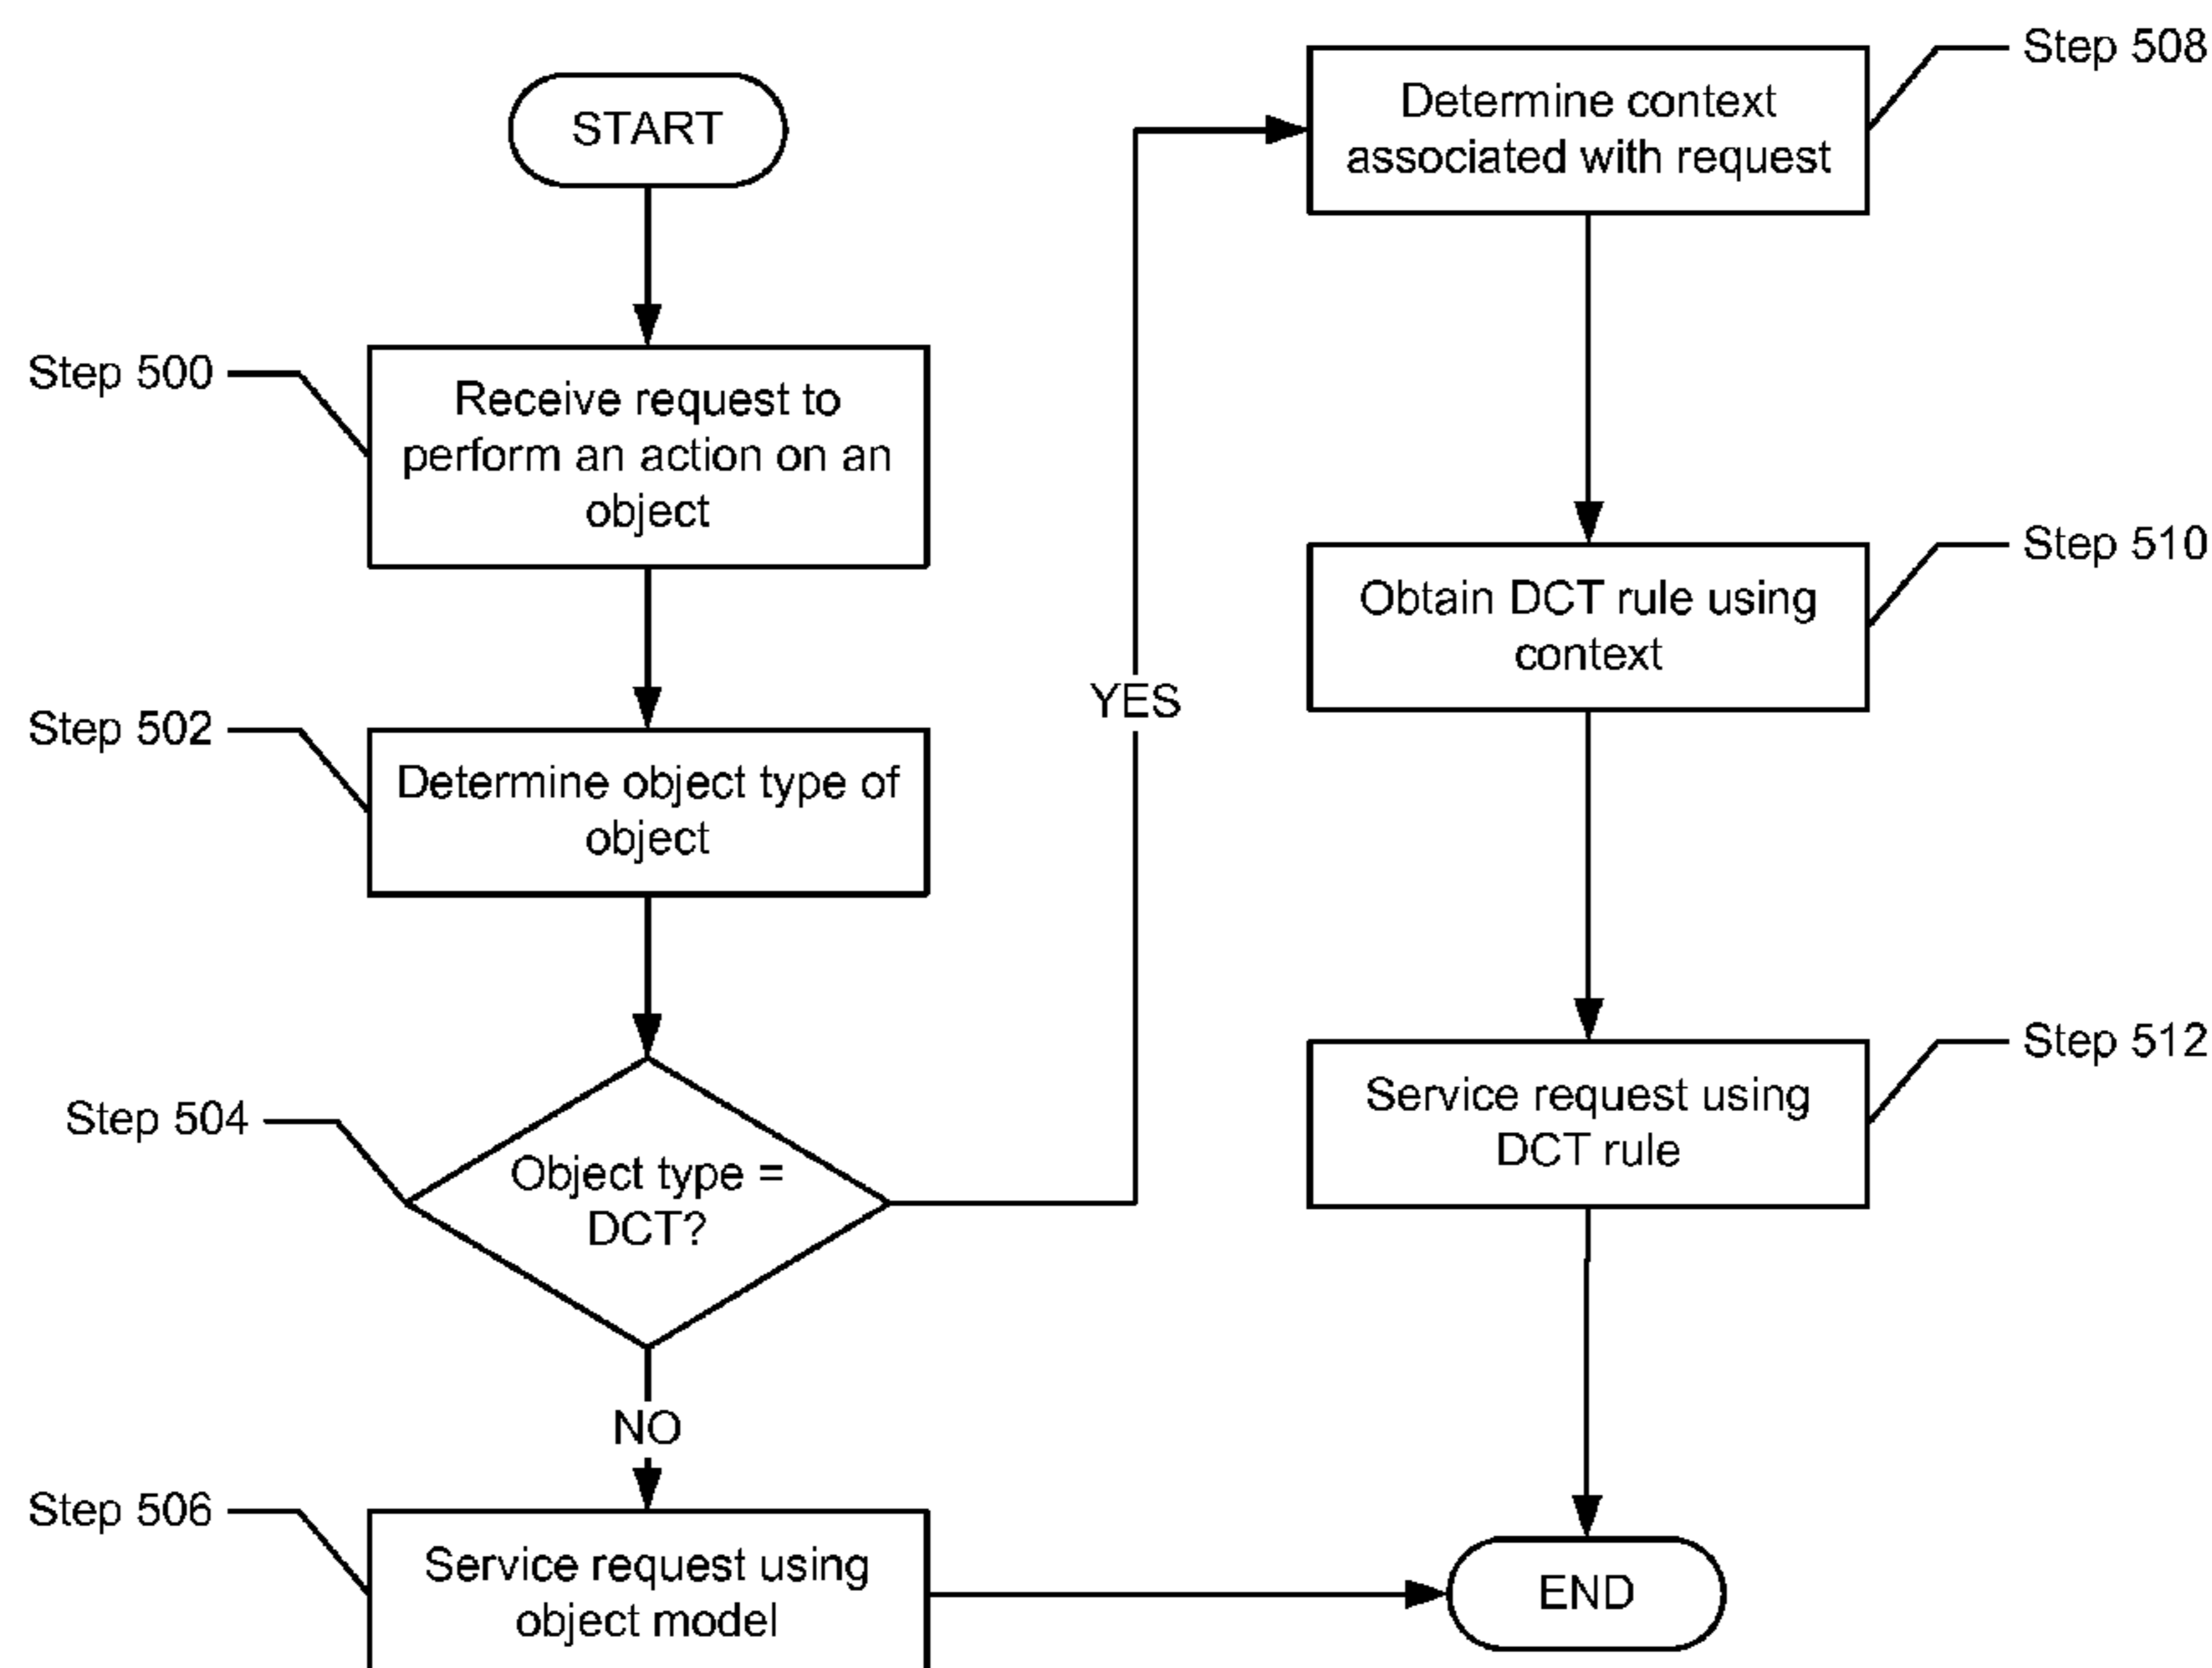 START
Step 500
Receive request to
perform an action on an
object
Step 502
Determine object type of
object
Step 504
Object type =
DCT?
NO
YES
Step 506
Service request using
object model
Step 508
Determine context
associated with request
Step 510
Obtain DCT rule using
context
Step 512
Service request using
DCT rule
END